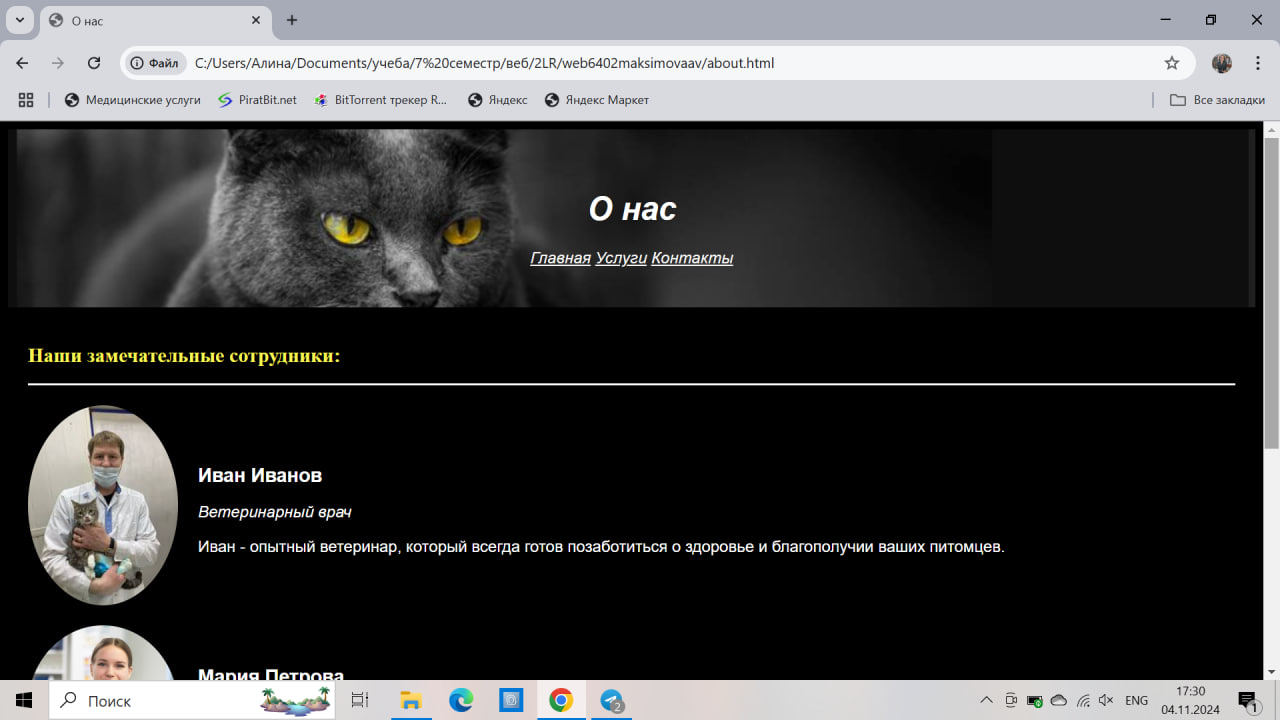 О нас
Файл C:/Users/Алина/Documents/учеба/7%20семестр/веб/2LR/web6402maksimovaav/about.html
Медицинские услуги PiratBit.net BitTorrent трекер R... Яндекс Яндекс Маркет Все закладки
О нас
Главная Услуги Контакты
Наши замечательные сотрудники:
Иван Иванов
Ветеринарный врач
Иван - опытный ветеринар, который всегда готов позаботиться о здоровье и благополучии ваших питомцев.
Мария Петрова
Поиск
2
ENG
17:30
04.11.2024
1